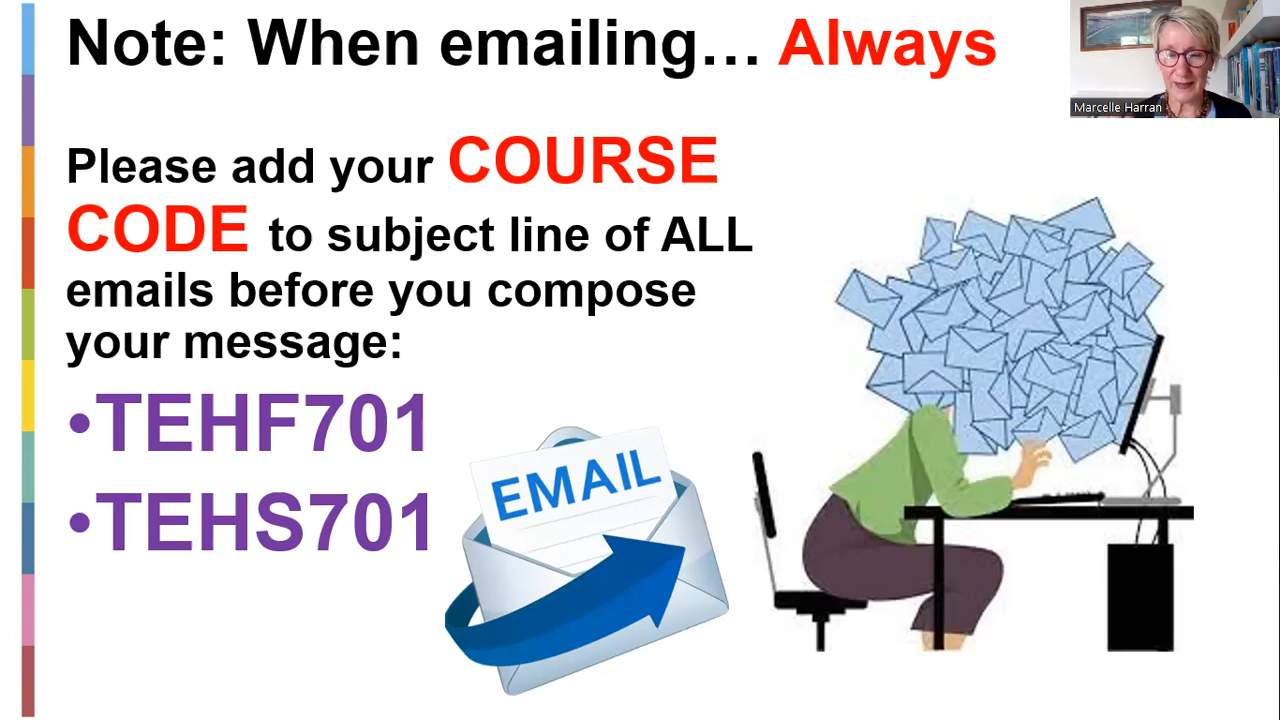 Note: When emailing… Always
Marcelle Harran
Please add your COURSE
CODE to subject line of ALL
emails before you compose
your message:
•TEHF701
•TEHS701
EMAIL